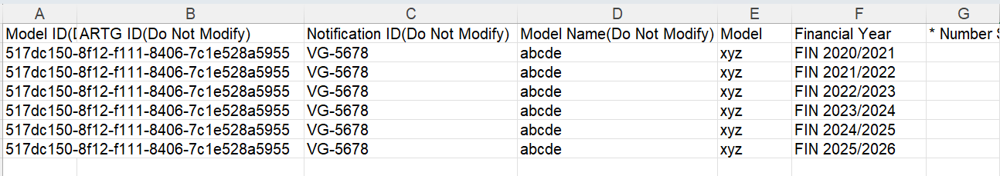 A B C D E F G
Model ID(D ARTG ID(Do Not Modify) Notification ID(Do Not Modify) Model Name(Do Not Modify) Model Financial Year * Number S
517dc150-8f12-f111-8406-7c1e528a5955 VG-5678 abcde xyz FIN 2020/2021
517dc150-8f12-f111-8406-7c1e528a5955 VG-5678 abcde xyz FIN 2021/2022
517dc150-8f12-f111-8406-7c1e528a5955 VG-5678 abcde xyz FIN 2022/2023
517dc150-8f12-f111-8406-7c1e528a5955 VG-5678 abcde xyz FIN 2023/2024
517dc150-8f12-f111-8406-7c1e528a5955 VG-5678 abcde xyz FIN 2024/2025
517dc150-8f12-f111-8406-7c1e528a5955 VG-5678 abcde xyz FIN 2025/2026